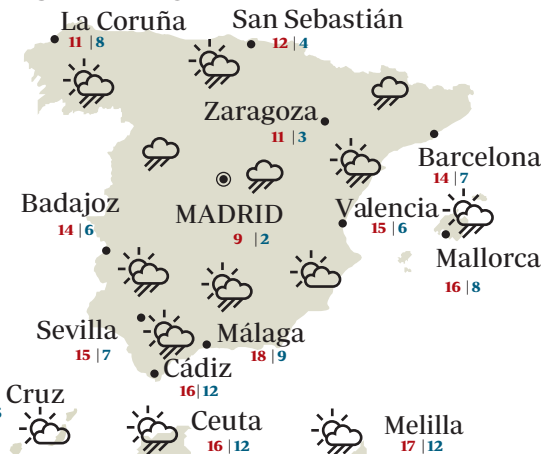 La Coruña
11 | 8
San Sebastián
12 | 4
Zaragoza
11 | 3
Barcelona
14 | 7
Badajoz
14 | 6
MADRID
9 | 2
Valencia
15 | 6
Mallorca
16 | 8
Sevilla
15 | 7
Málaga
18 | 9
Cádiz
16 | 12
Cruz
Ceuta
16 | 12
Melilla
17 | 12